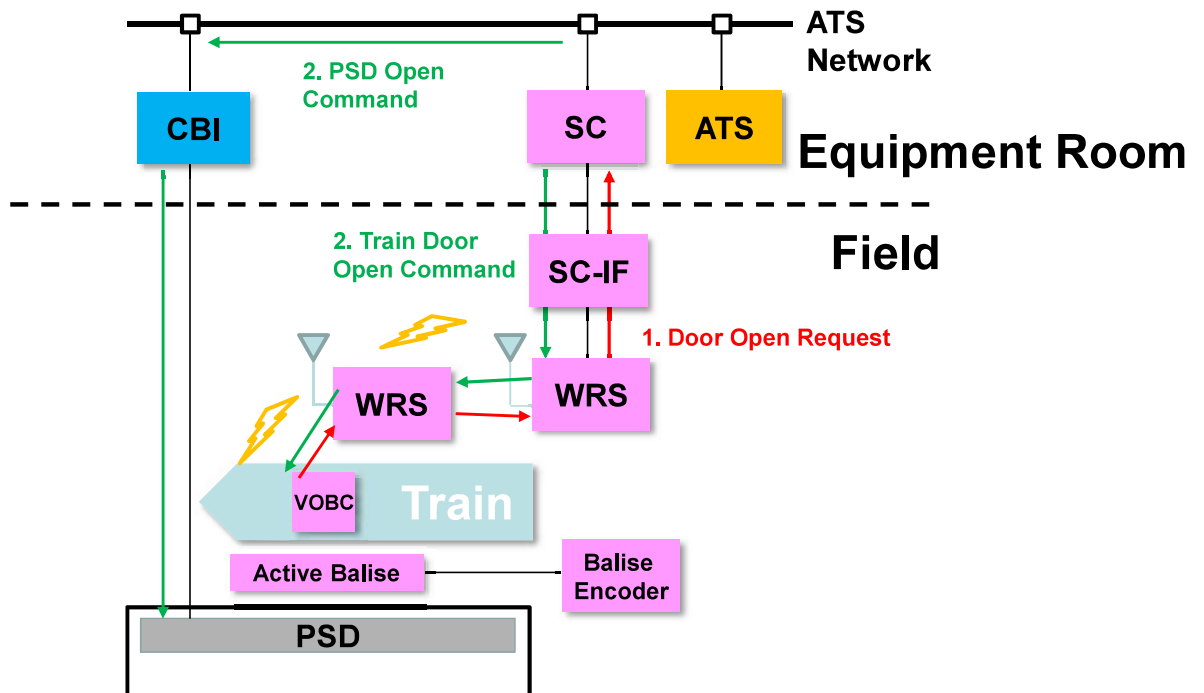 ATS
Network
2. PSD Open
Command
CBI
SC
ATS
Equipment Room
2. Train Door
Open Command
SC-IF
Field
1. Door Open Request
WRS
WRS
VOBC
Train
Active Balise
Balise
Encoder
PSD